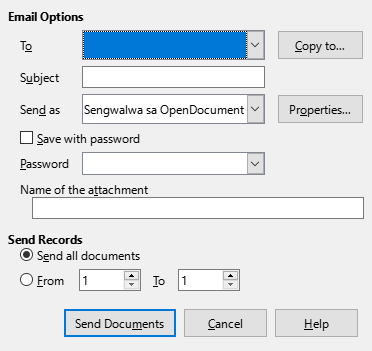 Email Options
To
Copy to...
Subject
Send as Sengwalwa sa OpenDocument Properties...
Save with password
Password
Name of the attachment
Send Records
Send all documents
From 1 To 1
Send Documents Cancel Help